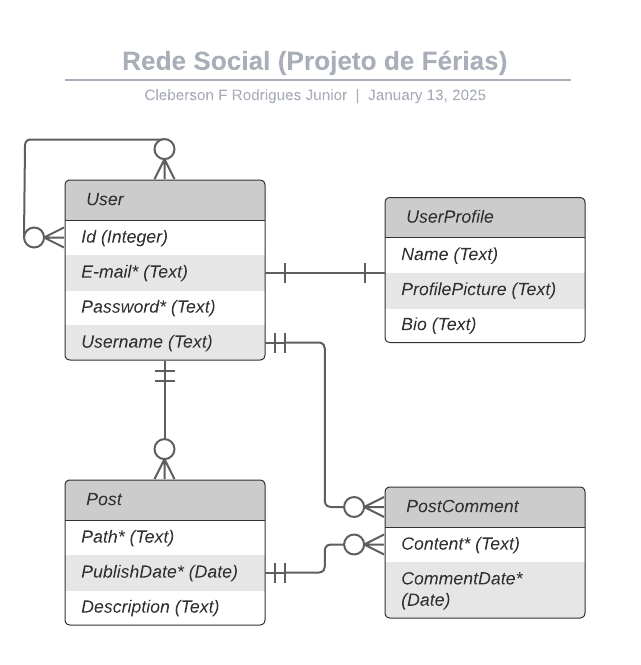 Rede Social (Projeto de Férias)
Cleberson F Rodrigues Junior | January 13, 2025
User
Id (Integer)
E-mail* (Text)
Password* (Text)
Username (Text)
UserProfile
Name (Text)
ProfilePicture (Text)
Bio (Text)
Post
Path* (Text)
PublishDate* (Date)
Description (Text)
PostComment
Content* (Text)
CommentDate*
(Date)